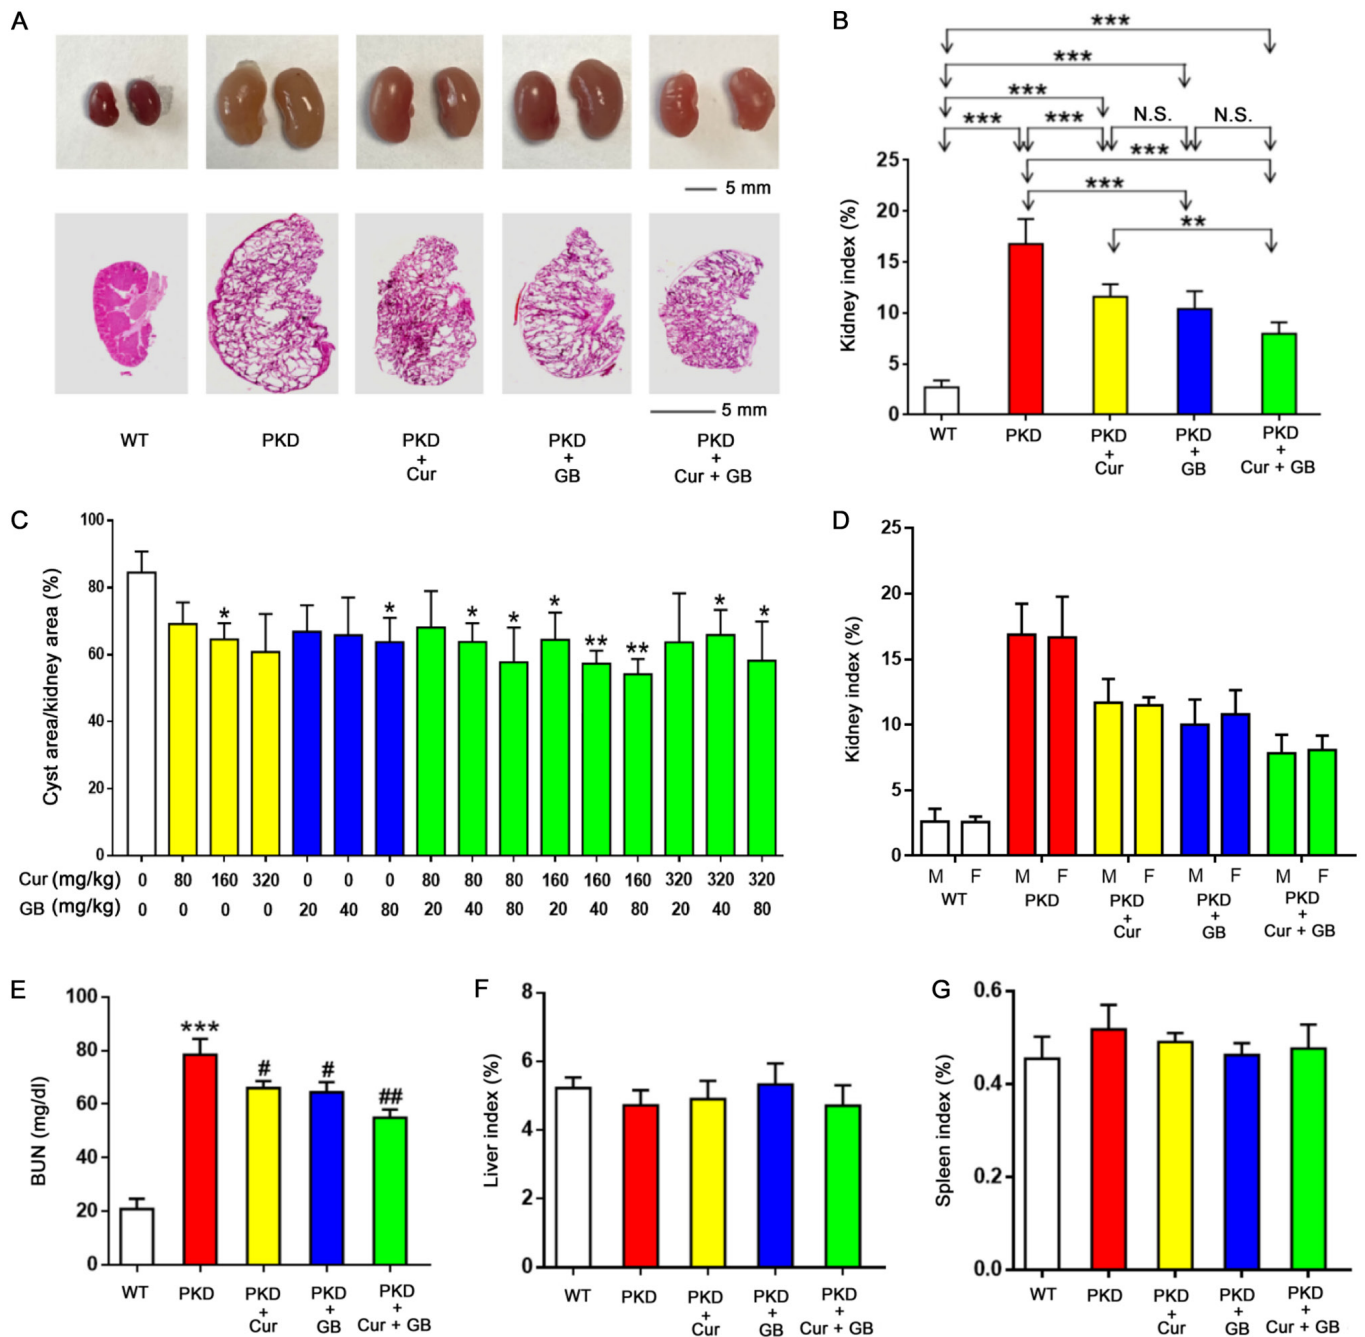 A
5 mm
5 mm
WT PKD PKD + Cur PKD + GB PKD + Cur + GB
B
***
***
***
*** *** N.S. N.S.
***
***
**
Kidney index (%)
25
20
15
10
5
0
WT PKD PKD + Cur PKD + GB PKD + Cur + GB
C
Cyst area/kidney area (%)
100
80
60
40
20
0
* * * * * ** ** * *
Cur (mg/kg) 0 80 160 320 0 0 0 80 80 80 160 160 160 320 320 320
GB (mg/kg) 0 0 0 0 20 40 80 20 40 80 20 40 80 20 40 80
D
Kidney index (%)
25
20
15
10
5
0
M F M F M F M F M F
WT PKD PKD + Cur PKD + GB PKD + Cur + GB
E
BUN (mg/dl)
100
80
60
40
20
0
*** # # ##
WT PKD PKD + Cur PKD + GB PKD + Cur + GB
F
Liver index (%)
8
6
4
2
0
WT PKD PKD + Cur PKD + GB PKD + Cur + GB
G
Spleen index (%)
0.6
0.4
0.2
0.0
WT PKD PKD + Cur PKD + GB PKD + Cur + GB